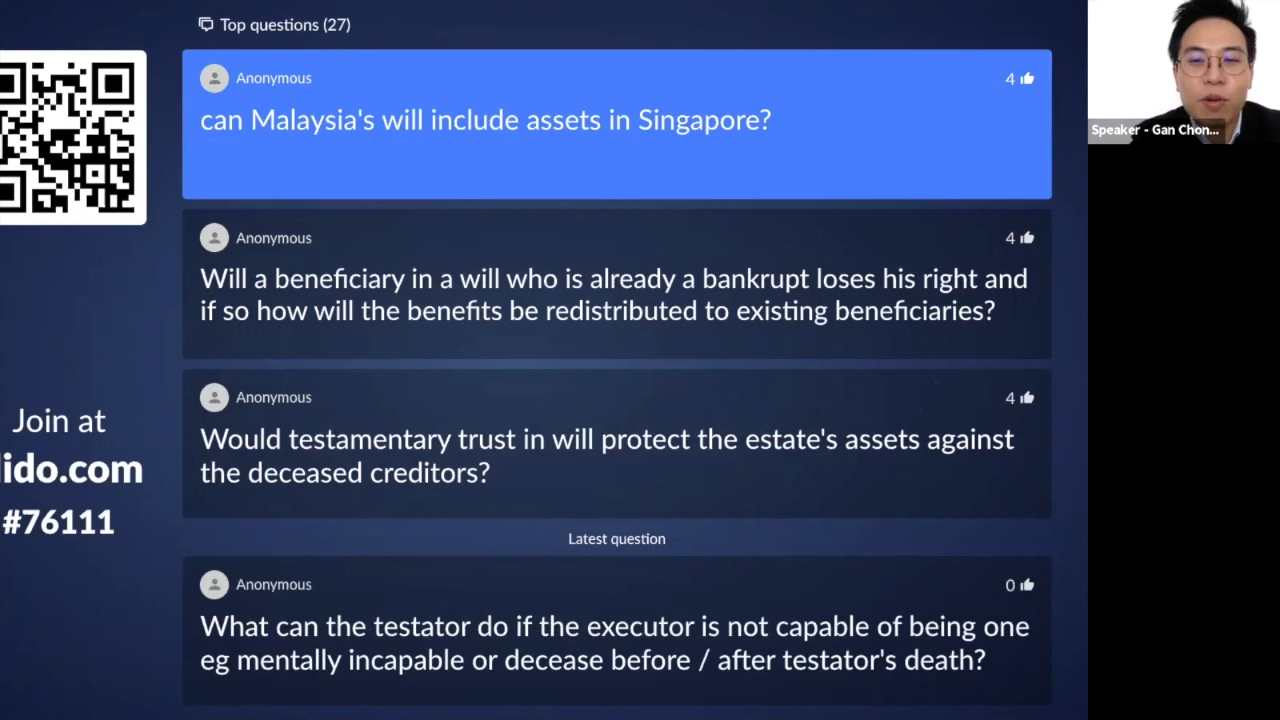 Top questions (27)
Anonymous
4
can Malaysia's will include assets in Singapore?
Anonymous
4
Will a beneficiary in a will who is already a bankrupt loses his right and
if so how will the benefits be redistributed to existing beneficiaries?
Anonymous
4
Would testamentary trust in will protect the estate's assets against
the deceased creditors?
Latest question
Anonymous
0
What can the testator do if the executor is not capable of being one
eg mentally incapable or decease before / after testator's death?
Join at
lido.com
#76111
Speaker - Gan Chon...